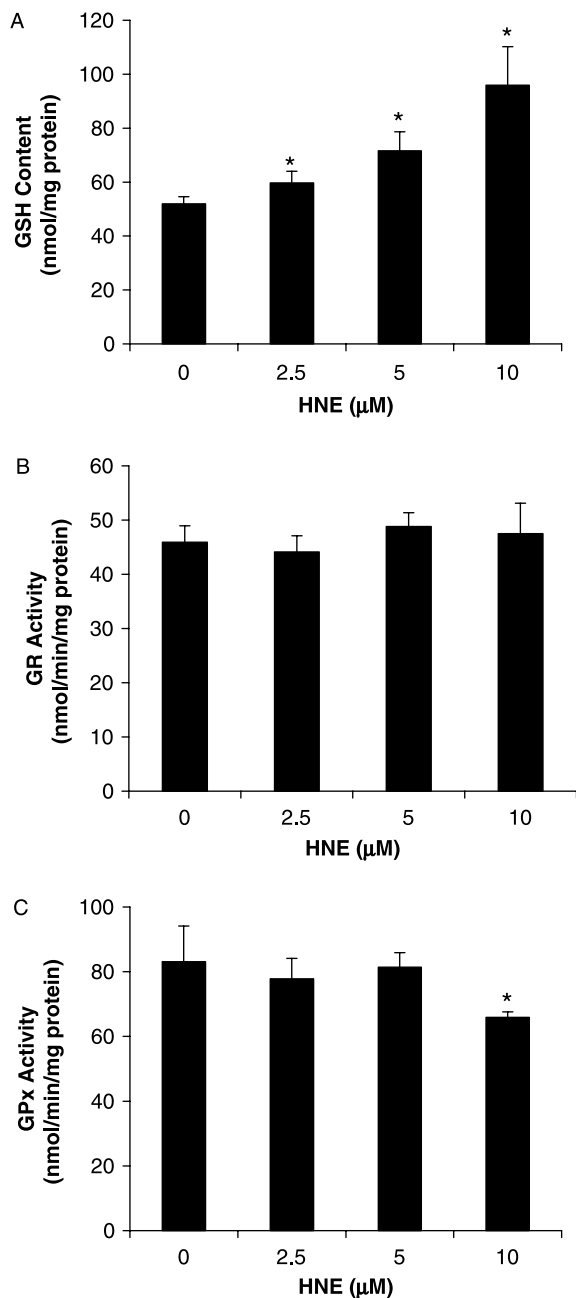 A
GSH Content
(nmol/mg protein)
120
100
80
60
40
20
0
*
*
*
0 2.5 5 10
HNE (μM)
B
GR Activity
(nmol/min/mg protein)
60
50
40
30
20
10
0
0 2.5 5 10
HNE (μM)
C
GPx Activity
(nmol/min/mg protein)
100
80
60
40
20
0
*
0 2.5 5 10
HNE (μM)